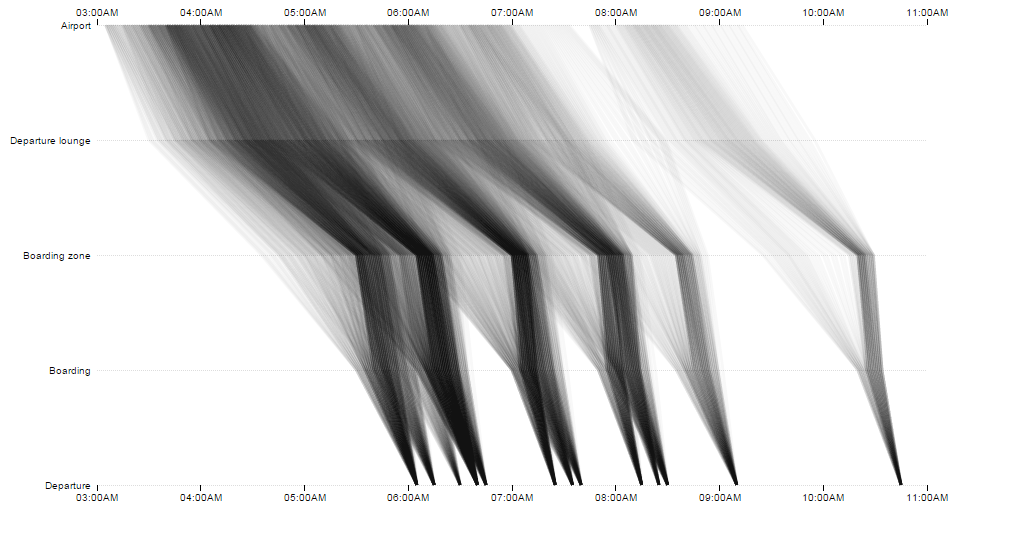 03:00AM 04:00AM 05:00AM 06:00AM 07:00AM 08:00AM 09:00AM 10:00AM 11:00AM
Airport
Departure lounge
Boarding zone
Boarding
Departure
03:00AM 04:00AM 05:00AM 06:00AM 07:00AM 08:00AM 09:00AM 10:00AM 11:00AM